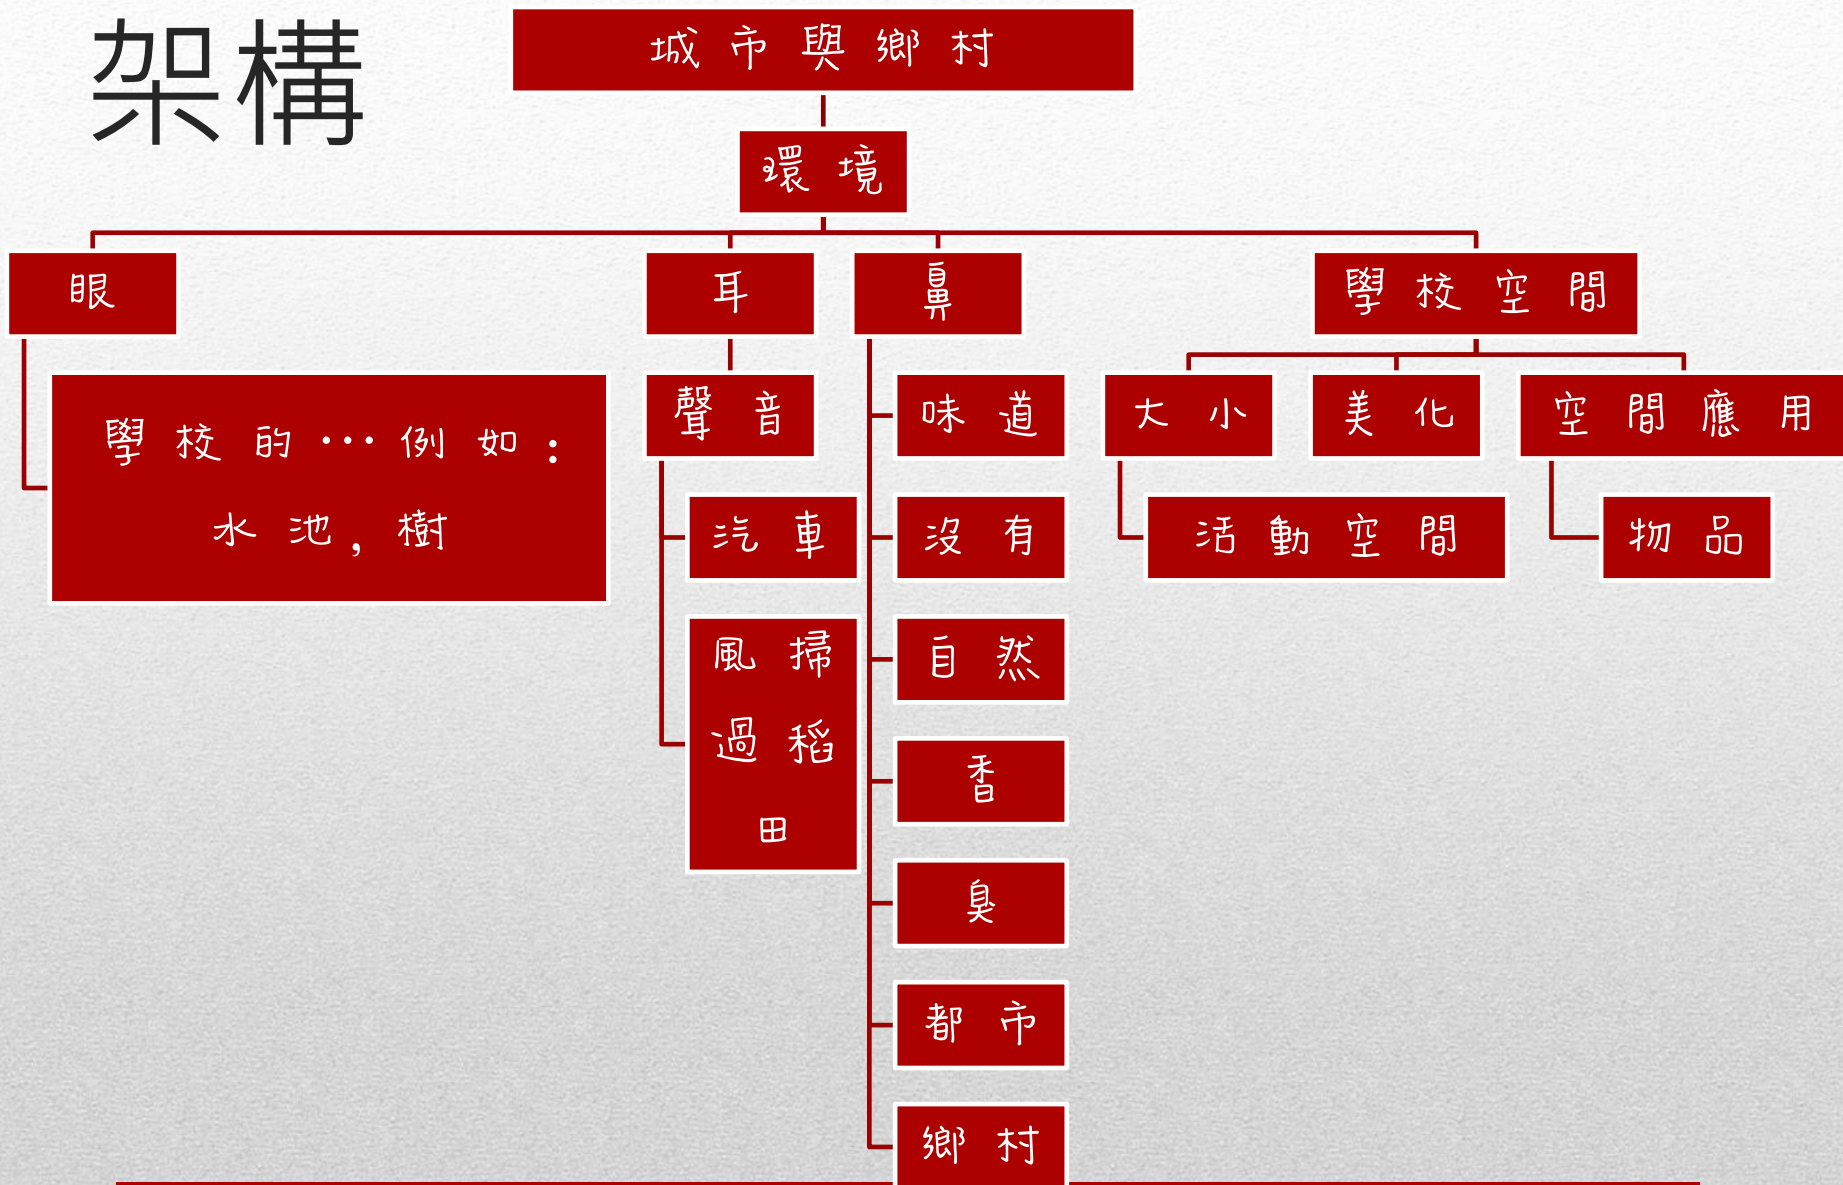 架構
城市與鄉村
環境
眼
耳
鼻
學校空間
學校的…例如：
水池，樹
聲音
味道
大小
美化
空間應用
汽車
沒有
活動空間
物品
風掃
過稻
田
自然
香
臭
都市
鄉村